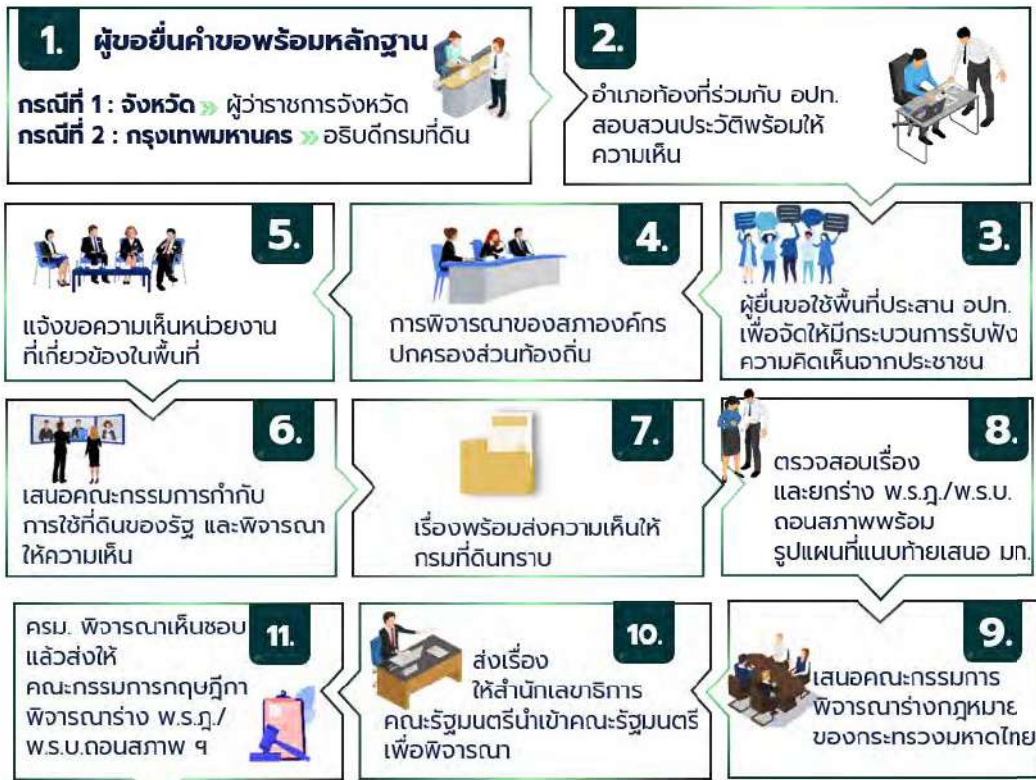 1. ผู้ขอยื่นคำขอพร้อมหลักฐาน
กรณีที่ 1 : จังหวัด » ผู้ว่าราชการจังหวัด
กรณีที่ 2 : กรุงเทพมหานคร » อธิบดีกรมที่ดิน
2.
อำเภอท้องที่ร่วมกับ อปท.
สอบสวนประวัติพร้อมให้
ความเห็น
3.
ผู้ยื่นขอใช้พื้นที่ประสาน อปท.
เพื่อจัดให้มีกระบวนการรับฟัง
ความคิดเห็นจากประชาชน
4.
การพิจารณาของสภาองค์กร
ปกครองส่วนท้องถิ่น
5.
แจ้งขอความเห็นหน่วยงาน
ที่เกี่ยวข้องในพื้นที่
6.
เสนอคณะกรรมการกำกับ
การใช้ที่ดินของรัฐ และพิจารณา
ให้ความเห็น
7.
เรื่องพร้อมส่งความเห็นให้
กรมที่ดินทราบ
8.
ตรวจสอบเรื่อง
และยกร่าง พ.ร.ฎ./พ.ร.บ.
ถอนสภาพพร้อม
รูปแผนที่แนบท้ายเสนอ มท.
9.
เสนอคณะกรรมการ
พิจารณาร่างกฎหมาย
ของกระทรวงมหาดไทย
10.
ส่งเรื่อง
ให้สำนักเลขาธิการ
คณะรัฐมนตรีนำเข้าคณะรัฐมนตรี
เพื่อพิจารณา
11.
ครม. พิจารณาเห็นชอบ
แล้วส่งให้
คณะกรรมการกฤษฎีกา
พิจารณาร่าง พ.ร.ฎ./
พ.ร.บ.ถอนสภาพ ฯ